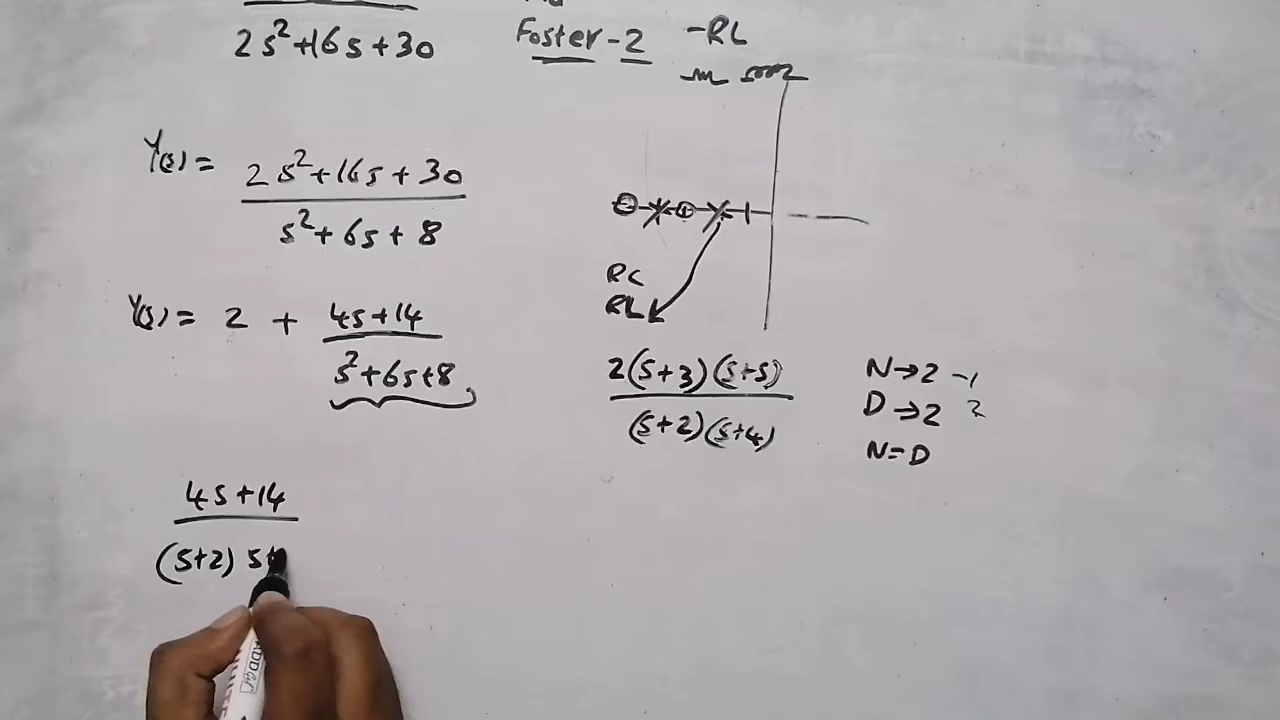 2s²+16s+30
Foster-2 -RL
Y(s) = 2s²+16s+30
s²+6s+8
RC
RL
Y(s) = 2 + 4s+14
s²+6s+8
2(s+3)(s+5)
(s+2)(s+4)
N→2 -1
D→2 2
N=D
4s+14
(s+2) s+